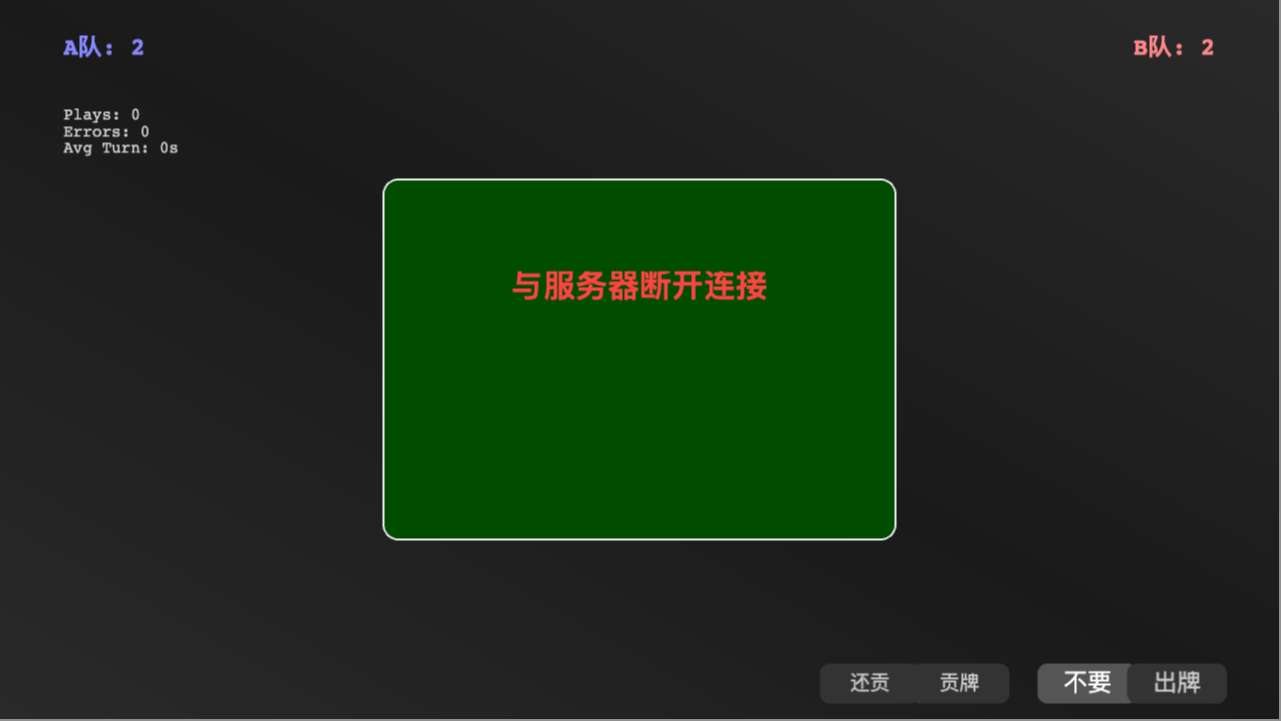 A队: 2
B队: 2
Plays: 0
Errors: 0
Avg Turn: 0s
与服务器断开连接
还贡 贡牌 不要 出牌